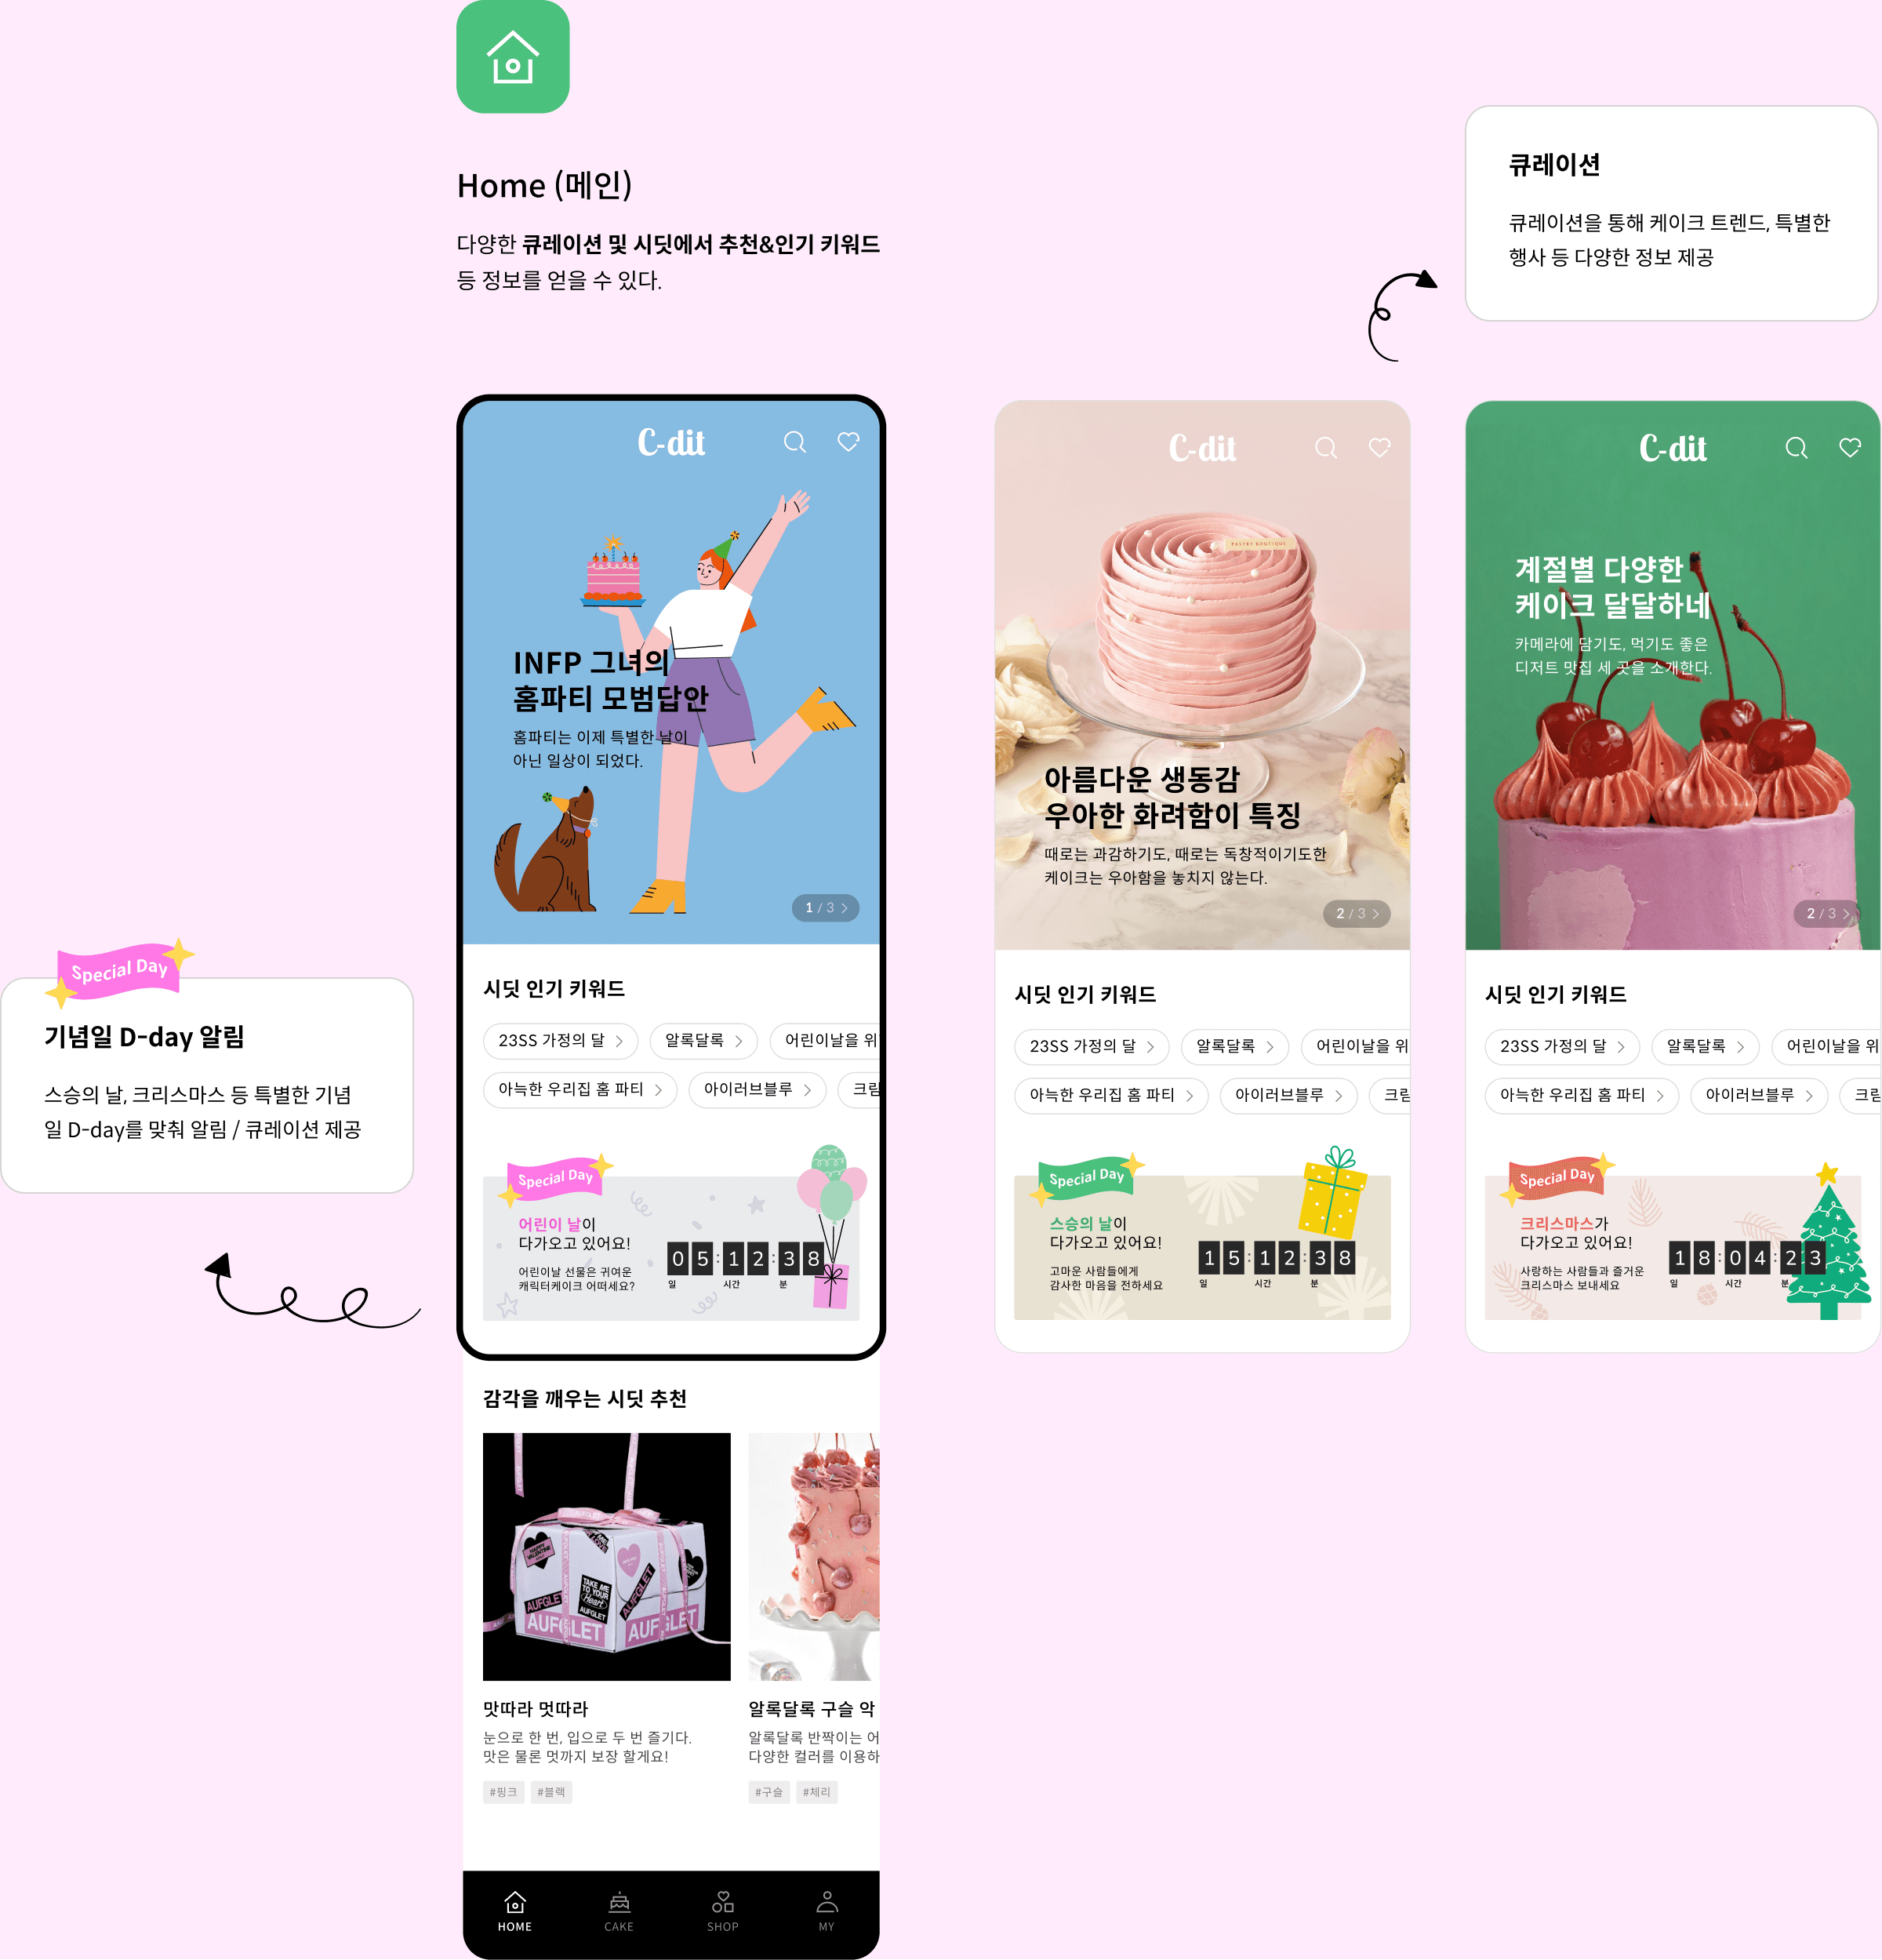 Home (메인)
다양한 큐레이션 및 시딧에서 추천&인기 키워드
등 정보를 얻을 수 있다.
큐레이션
큐레이션을 통해 케이크 트렌드, 특별한
행사 등 다양한 정보 제공
Special Day
기념일 D-day 알림
스승의 날, 크리스마스 등 특별한 기념
일 D-day를 맞춰 알림 / 큐레이션 제공
C-dit
INFP 그녀의
홈파티 모범답안
홈파티는 이제 특별한 날이
아닌 일상이 되었다.
1 / 3
시딧 인기 키워드
23SS 가정의 달
알록달록
어린이날을 위
아늑한 우리집 홈 파티
아이러브블루
크림
Special Day
어린이 날이
다가오고 있어요!
어린이날 선물은 귀여운
캐릭터케이크 어떠세요?
05:12:38
일 시간 분
감각을 깨우는 시딧 추천
HAPPY VALENTINE
TAKE ME TO YOUR Heart
AUFGLET
AUFGLET
AUFGLET
AUFGLET
AUFGLET
맛따라 멋따라
눈으로 한 번, 입으로 두 번 즐기다.
맛은 물론 멋까지 보장 할게요!
#핑크 #블랙
알록달록 구슬 악
알록달록 반짝이는 어
다양한 컬러를 이용하
#구슬 #체리
HOME
CAKE
SHOP
MY
C-dit
PASTRY BOUTIQUE
아름다운 생동감
우아한 화려함이 특징
때로는 과감하기도, 때로는 독창적이기도한
케이크는 우아함을 놓치지 않는다.
2 / 3
시딧 인기 키워드
23SS 가정의 달
알록달록
어린이날을 위
아늑한 우리집 홈 파티
아이러브블루
크림
Special Day
스승의 날이
다가오고 있어요!
고마운 사람들에게
감사한 마음을 전하세요
15:12:38
일 시간 분
C-dit
계절별 다양한
케이크 달달하네
카메라에 담기도, 먹기도 좋은
디저트 맛집 세 곳을 소개한다.
2 / 3
시딧 인기 키워드
23SS 가정의 달
알록달록
어린이날을 위
아늑한 우리집 홈 파티
아이러브블루
크림
Special Day
크리스마스가
다가오고 있어요!
사랑하는 사람들과 즐거운
크리스마스 보내세요
18:04:23
일 시간 분